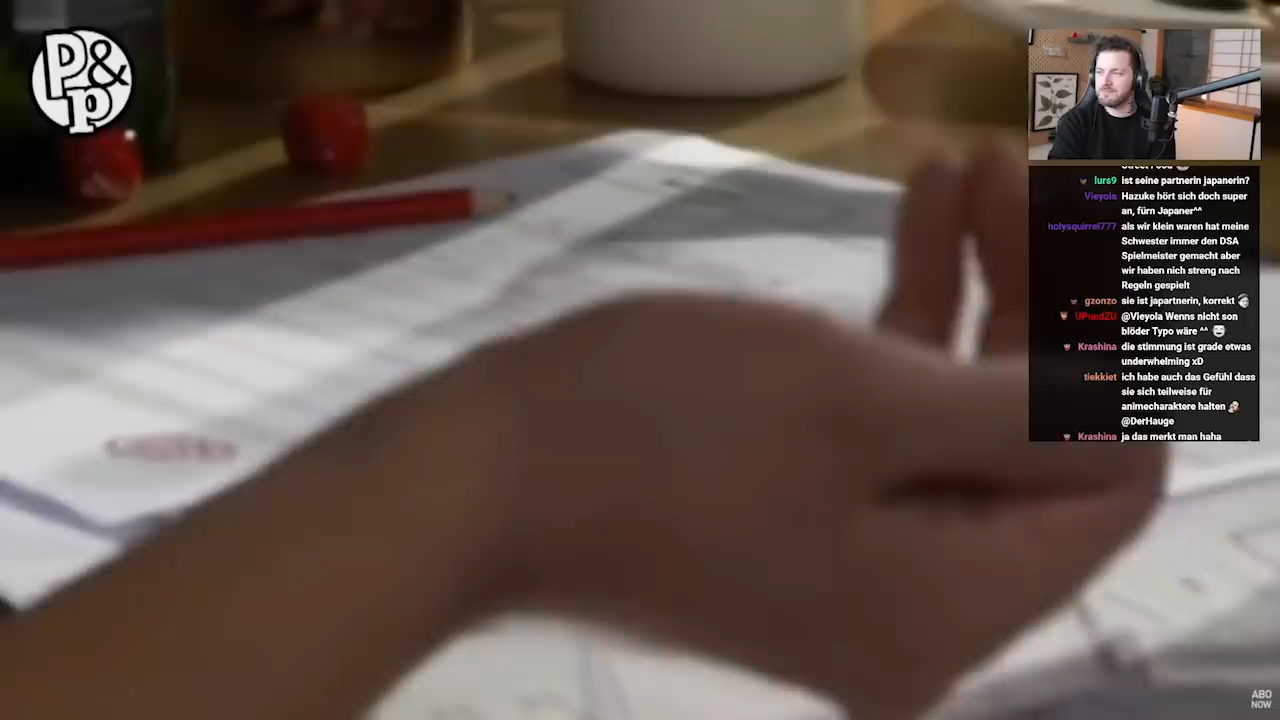 P&P
Street Food
lurs9 ist seine partnerin japanerin?
Vieyola Hazuke hört sich doch super
an, fürn Japaner^^
holysquirrel777 als wir klein waren hat meine
Schwester immer den DSA
Spielmeister gemacht aber
wir haben nich streng nach
Regeln gespielt
gzonzo sie ist japartnerin, korrekt
UPundZU @Vieyola Wenns nicht son
blöder Typo wäre ^^
Krashina die stimmung ist grade etwas
underwhelming xD
tiekkiet ich habe auch das Gefühl dass
sie sich teilweise für
animecharaktere halten
@DerHauge
Krashina ja das merkt man haha
ABO
NOW